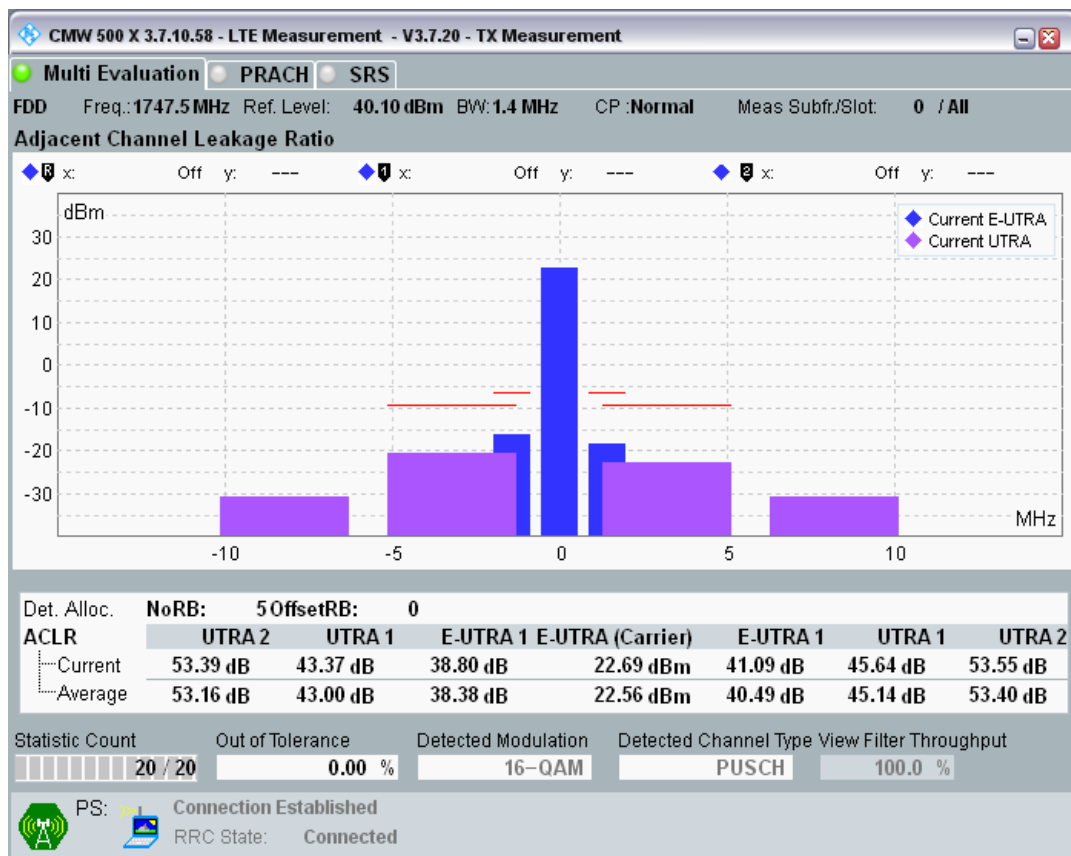 CMW 500 X 3.7.10.58 - LTE Measurement - V3.7.20 - TX Measurement
Multi Evaluation PRACH SRS
FDD Freq.:1747.5 MHz Ref. Level: 40.10 dBm BW:1.4 MHz CP :Normal Meas Subfr./Slot: 0 / All
Adjacent Channel Leakage Ratio
R x: Off y: --- 1 x: Off y: --- 2 x: Off y: ---
dBm
Current E-UTRA
Current UTRA
30
20
10
0
-10
-20
-30
MHz
-10 -5 0 5 10
Det. Alloc. NoRB: 5 OffsetRB: 0
ACLR UTRA 2 UTRA 1 E-UTRA 1 E-UTRA (Carrier) E-UTRA 1 UTRA 1 UTRA 2
Current 53.39 dB 43.37 dB 38.80 dB 22.69 dBm 41.09 dB 45.64 dB 53.55 dB
Average 53.16 dB 43.00 dB 38.38 dB 22.56 dBm 40.49 dB 45.14 dB 53.40 dB
Statistic Count Out of Tolerance Detected Modulation Detected Channel Type View Filter Throughput
20 / 20 0.00 % 16-QAM PUSCH 100.0 %
PS: Connection Established
RRC State: Connected